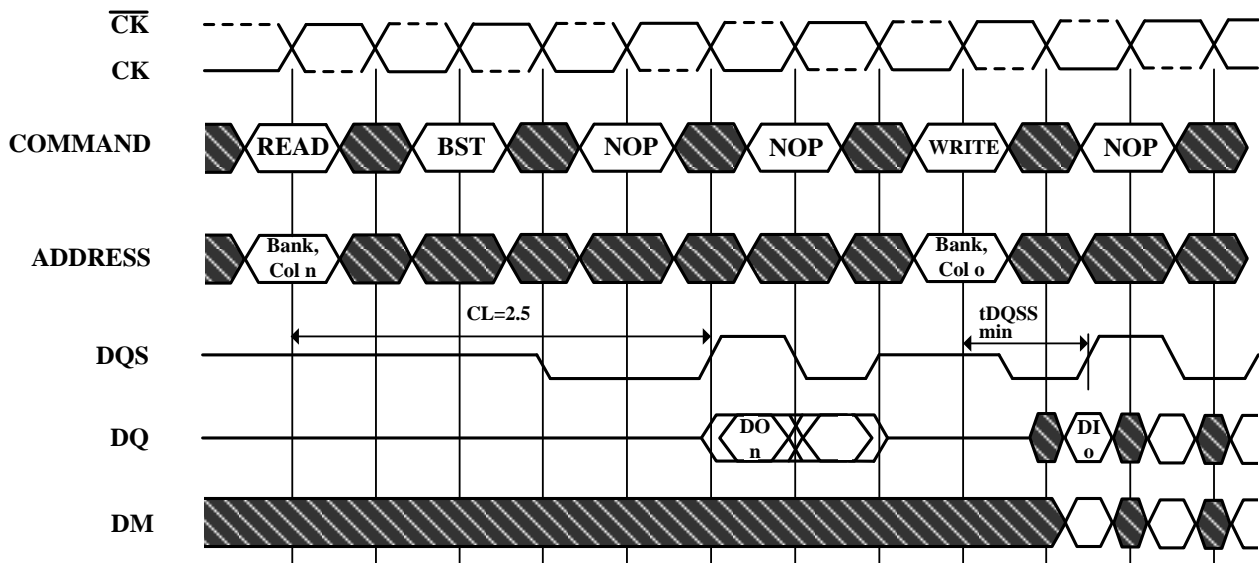 CK
CK
COMMAND
READ
BST
NOP
NOP
WRITE
NOP
ADDRESS
Bank,
Col n
Bank,
Col o
CL=2.5
tDQSS
min
DQS
DQ
DO
n
DI
o
DM